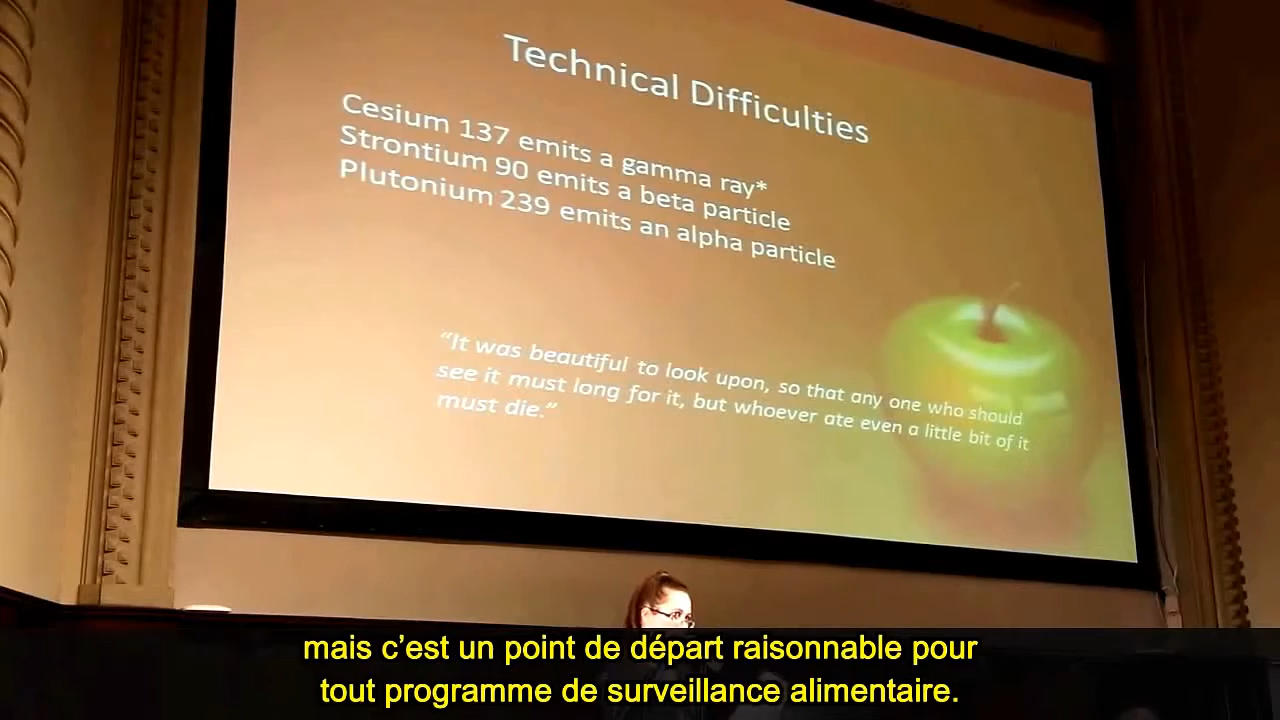 Technical Difficulties
Cesium 137 emits a gamma ray*
Strontium 90 emits a beta particle
Plutonium 239 emits an alpha particle
“It was beautiful to look upon, so that any one who should
see it must long for it, but whoever ate even a little bit of it
must die.”
mais c’est un point de départ raisonnable pour
tout programme de surveillance alimentaire.